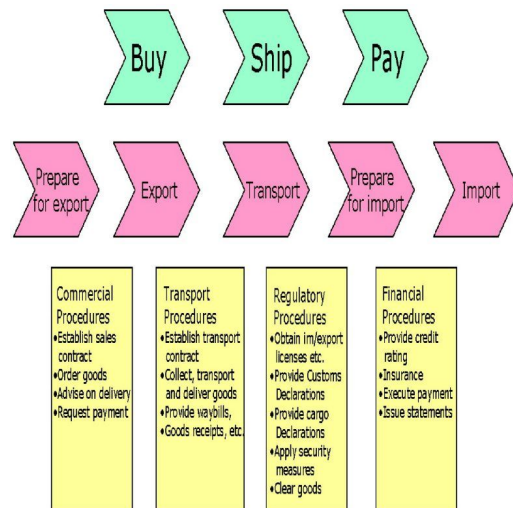 Buy
Ship
Pay
Prepare
for export
Export
Transport
Prepare
for import
Import
Commercial
Procedures
•Establish sales
contract
•Order goods
•Advise on delivery
•Request payment
Transport
Procedures
•Establish transport
contract
•Collect, transport
and deliver goods
•Provide waybills,
•Goods receipts, etc.
Regulatory
Procedures
•Obtain im/export
licenses etc.
•Provide Customs
Declarations
•Provide cargo
Declarations
•Apply security
measures
•Clear goods
Financial
Procedures
•Provide credit
rating
•Insurance
•Execute payment
•Issue statements